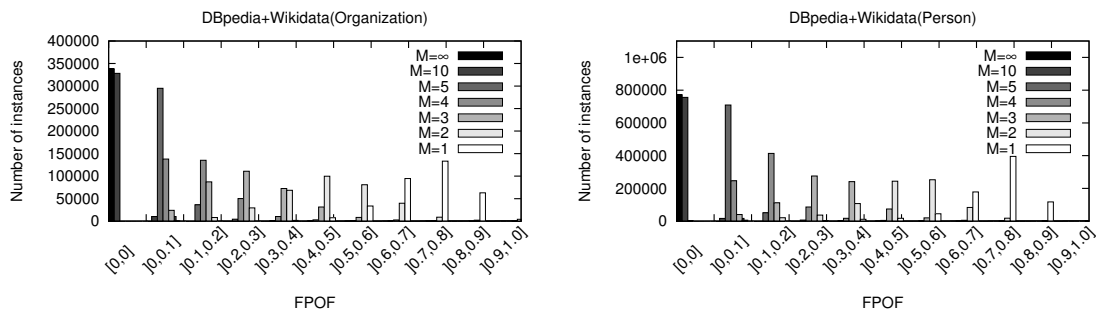 DBpedia+Wikidata(Organization)
Number of instances
400000
350000
300000
250000
200000
150000
100000
50000
0
M=∞
M=10
M=5
M=4
M=3
M=2
M=1
[0,0]
]0,0.1]
]0.1,0.2]
]0.2,0.3]
]0.3,0.4]
]0.4,0.5]
]0.5,0.6]
]0.6,0.7]
]0.7,0.8]
]0.8,0.9]
]0.9,1.0]
FPOF
DBpedia+Wikidata(Person)
Number of instances
1e+06
800000
600000
400000
200000
0
M=∞
M=10
M=5
M=4
M=3
M=2
M=1
[0,0]
]0,0.1]
]0.1,0.2]
]0.2,0.3]
]0.3,0.4]
]0.4,0.5]
]0.5,0.6]
]0.6,0.7]
]0.7,0.8]
]0.8,0.9]
]0.9,1.0]
FPOF